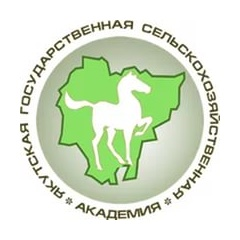 ЯКУТСКАЯ ГОСУДАРСТВЕННАЯ СЕЛЬСКОХОЗЯЙСТВЕННАЯ
* АКАДЕМИЯ *